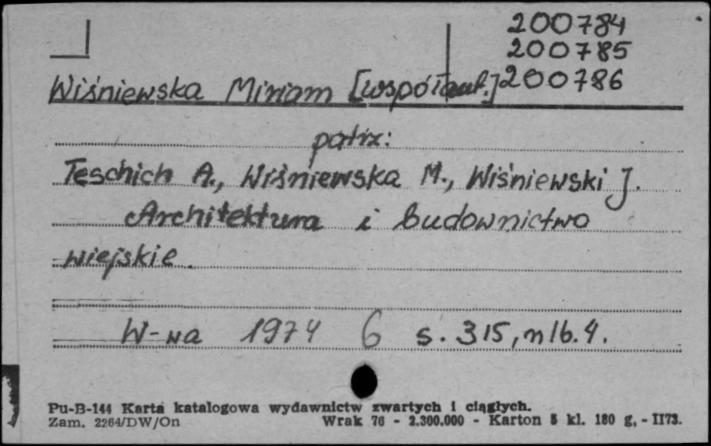 200784
200785
Wiśniewska Miriam [współaut.] 200786
patrz:
Teschich A., Wiśniewska M., Wiśniewski J.
Architektura i budownictwo
wiejskie.
W-wa 1974 6 s. 315, nlb. 4.
Pu-B-144 Karta katalogowa wydawnictw zwartych i ciągłych.
Zam. 2264/DW/On Wrak 76 - 2.300.000 - Karton 5 kl. 180 g, - II73.